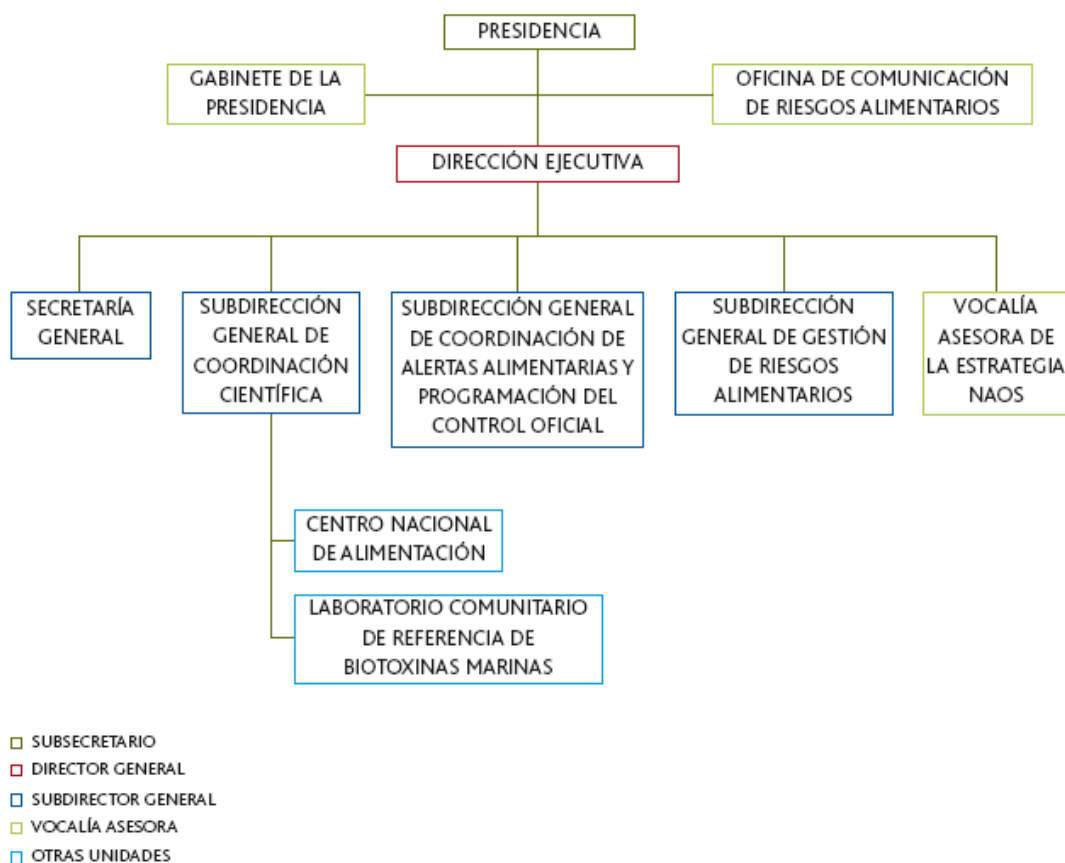 PRESIDENCIA
GABINETE DE LA
PRESIDENCIA
OFICINA DE COMUNICACIÓN
DE RIESGOS ALIMENTARIOS
DIRECCIÓN EJECUTIVA
SECRETARÍA
GENERAL
SUBDIRECCIÓN
GENERAL DE
COORDINACIÓN
CIENTÍFICA
SUBDIRECCIÓN GENERAL
DE COORDINACIÓN DE
ALERTAS ALIMENTARIAS Y
PROGRAMACIÓN DEL
CONTROL OFICIAL
SUBDIRECCIÓN
GENERAL DE GESTIÓN
DE RIESGOS
ALIMENTARIOS
VOCALÍA
ASESORA DE
LA ESTRATEGIA
NAOS
CENTRO NACIONAL
DE ALIMENTACIÓN
LABORATORIO COMUNITARIO
DE REFERENCIA DE
BIOTOXINAS MARINAS
SUBSECRETARIO
DIRECTOR GENERAL
SUBDIRECTOR GENERAL
VOCALÍA ASESORA
OTRAS UNIDADES